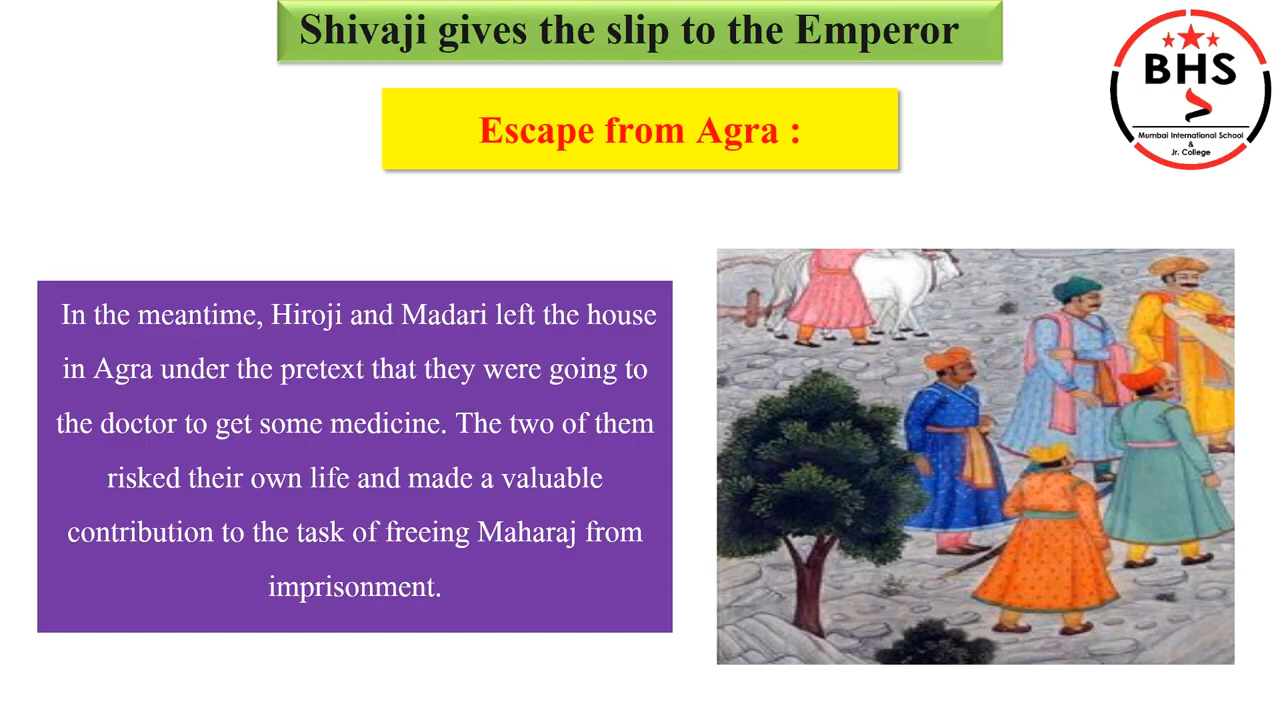 Shivaji gives the slip to the Emperor
Escape from Agra :
BHS
Mumbai International School
&
Jr. College
In the meantime, Hiroji and Madari left the house
in Agra under the pretext that they were going to
the doctor to get some medicine. The two of them
risked their own life and made a valuable
contribution to the task of freeing Maharaj from
imprisonment.